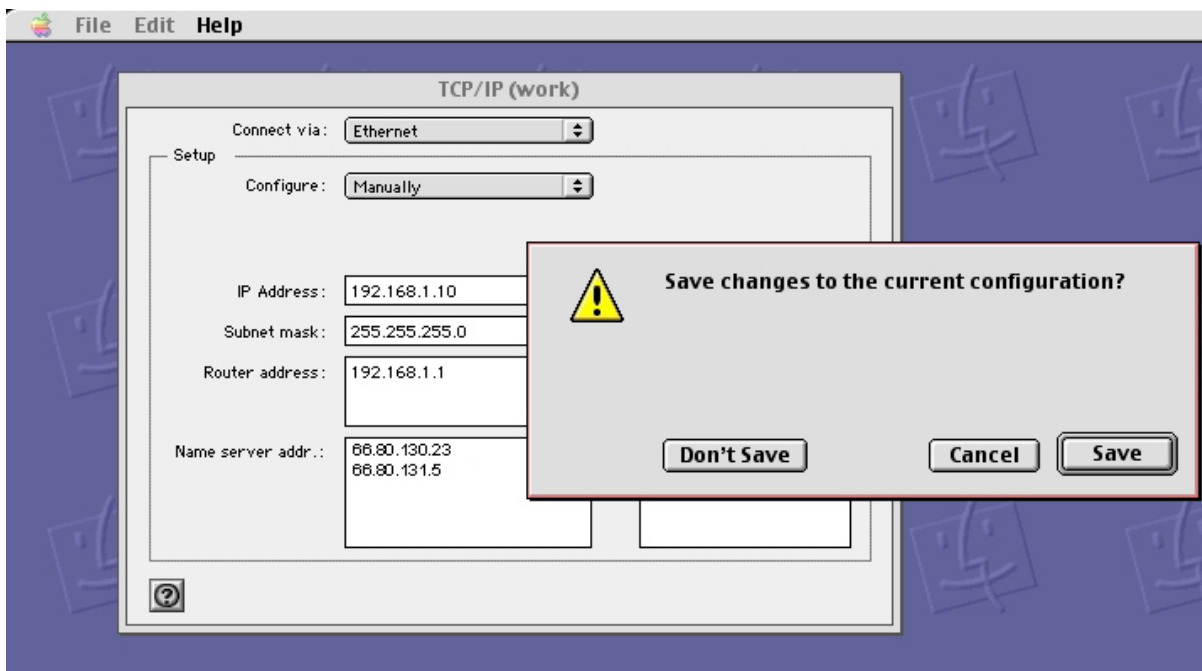 File Edit Help
TCP/IP (work)
Connect via: Ethernet
Setup
Configure: Manually
IP Address: 192.168.1.10
Subnet mask: 255.255.255.0
Router address: 192.168.1.1
Name server addr.: 66.80.130.23
66.80.131.5
Save changes to the current configuration?
Don't Save Cancel Save